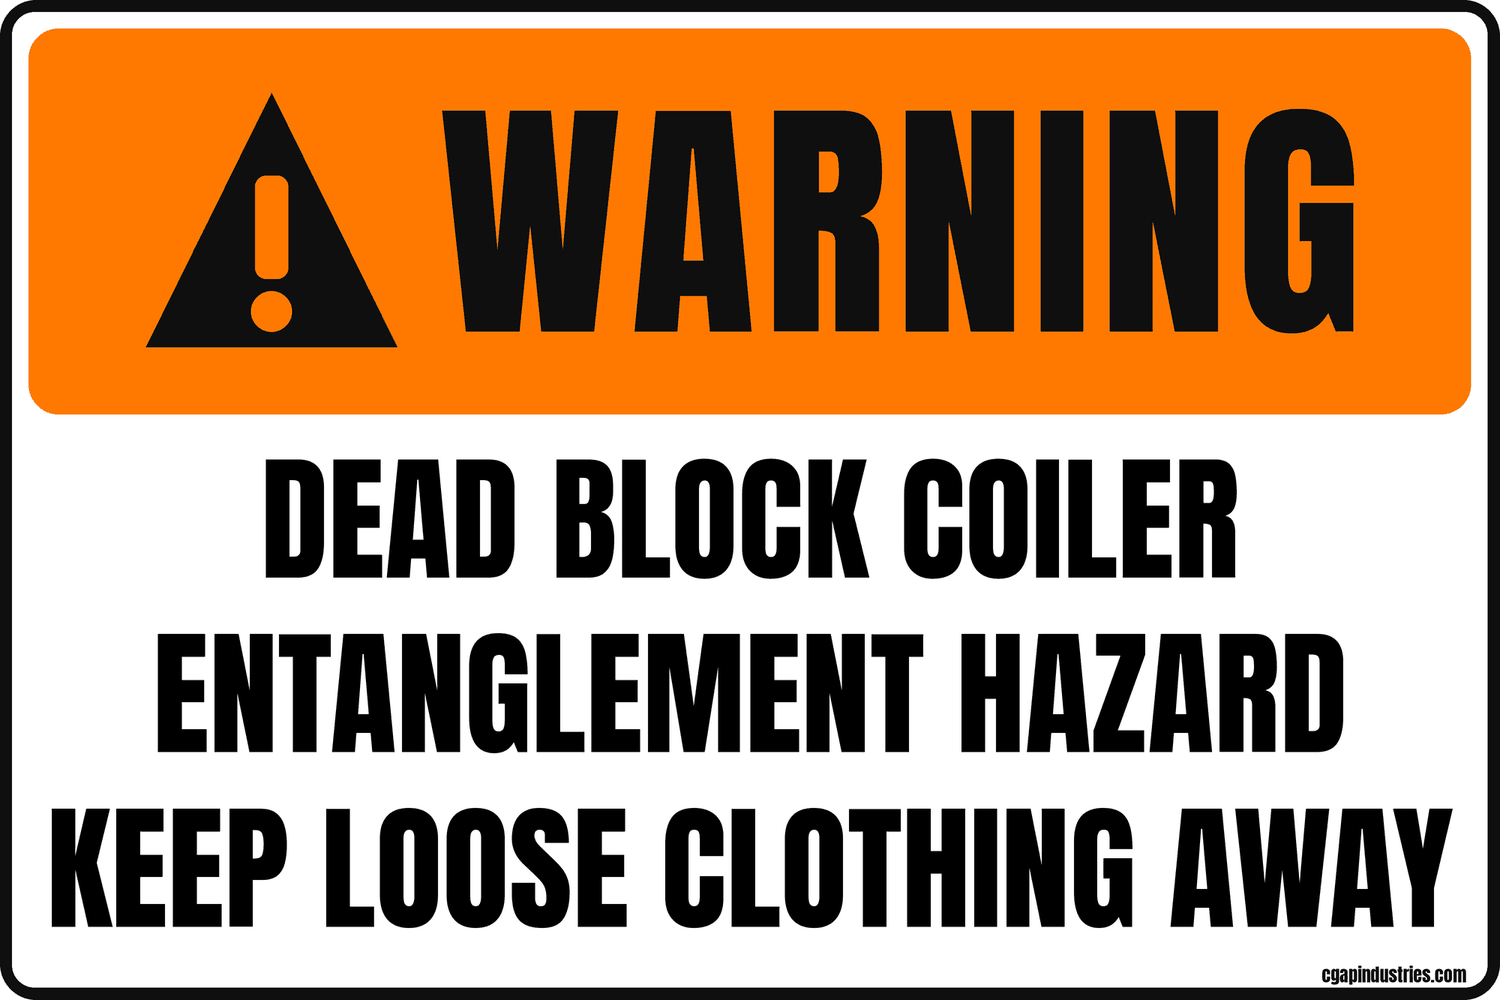 WARNING
DEAD BLOCK COILER
ENTANGLEMENT HAZARD
KEEP LOOSE CLOTHING AWAY
cgapindustries.com